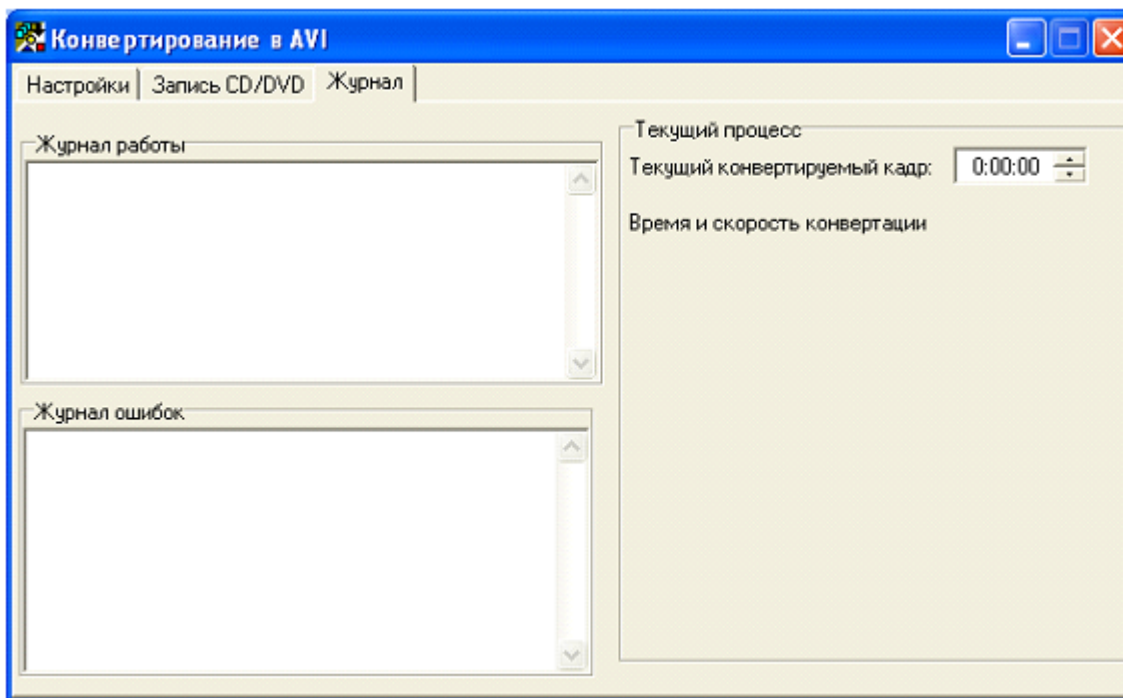 Конвертирование в AVI
Настройки Запись CD/DVD Журнал
Журнал работы
Журнал ошибок
Текущий процесс
Текущий конвертируемый кадр: 0:00:00
Время и скорость конвертации